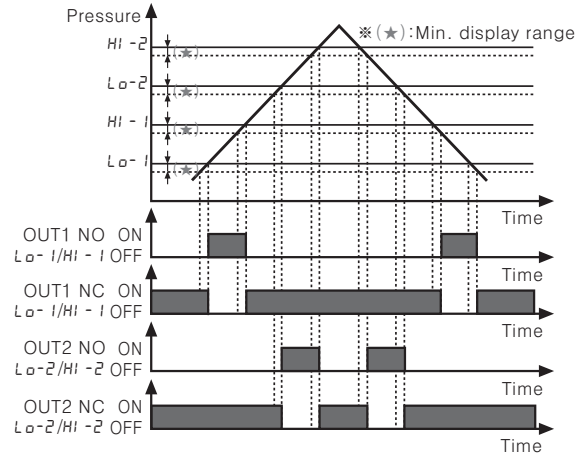 Pressure
※(★):Min. display range
HI-2
(★)
Lo-2
(★)
HI-1
(★)
Lo-1
(★)
Time
OUT1 NO ON
Lo-1/HI-1 OFF
Time
OUT1 NC ON
Lo-1/HI-1 OFF
Time
OUT2 NO ON
Lo-2/HI-2 OFF
Time
OUT2 NC ON
Lo-2/HI-2 OFF
Time